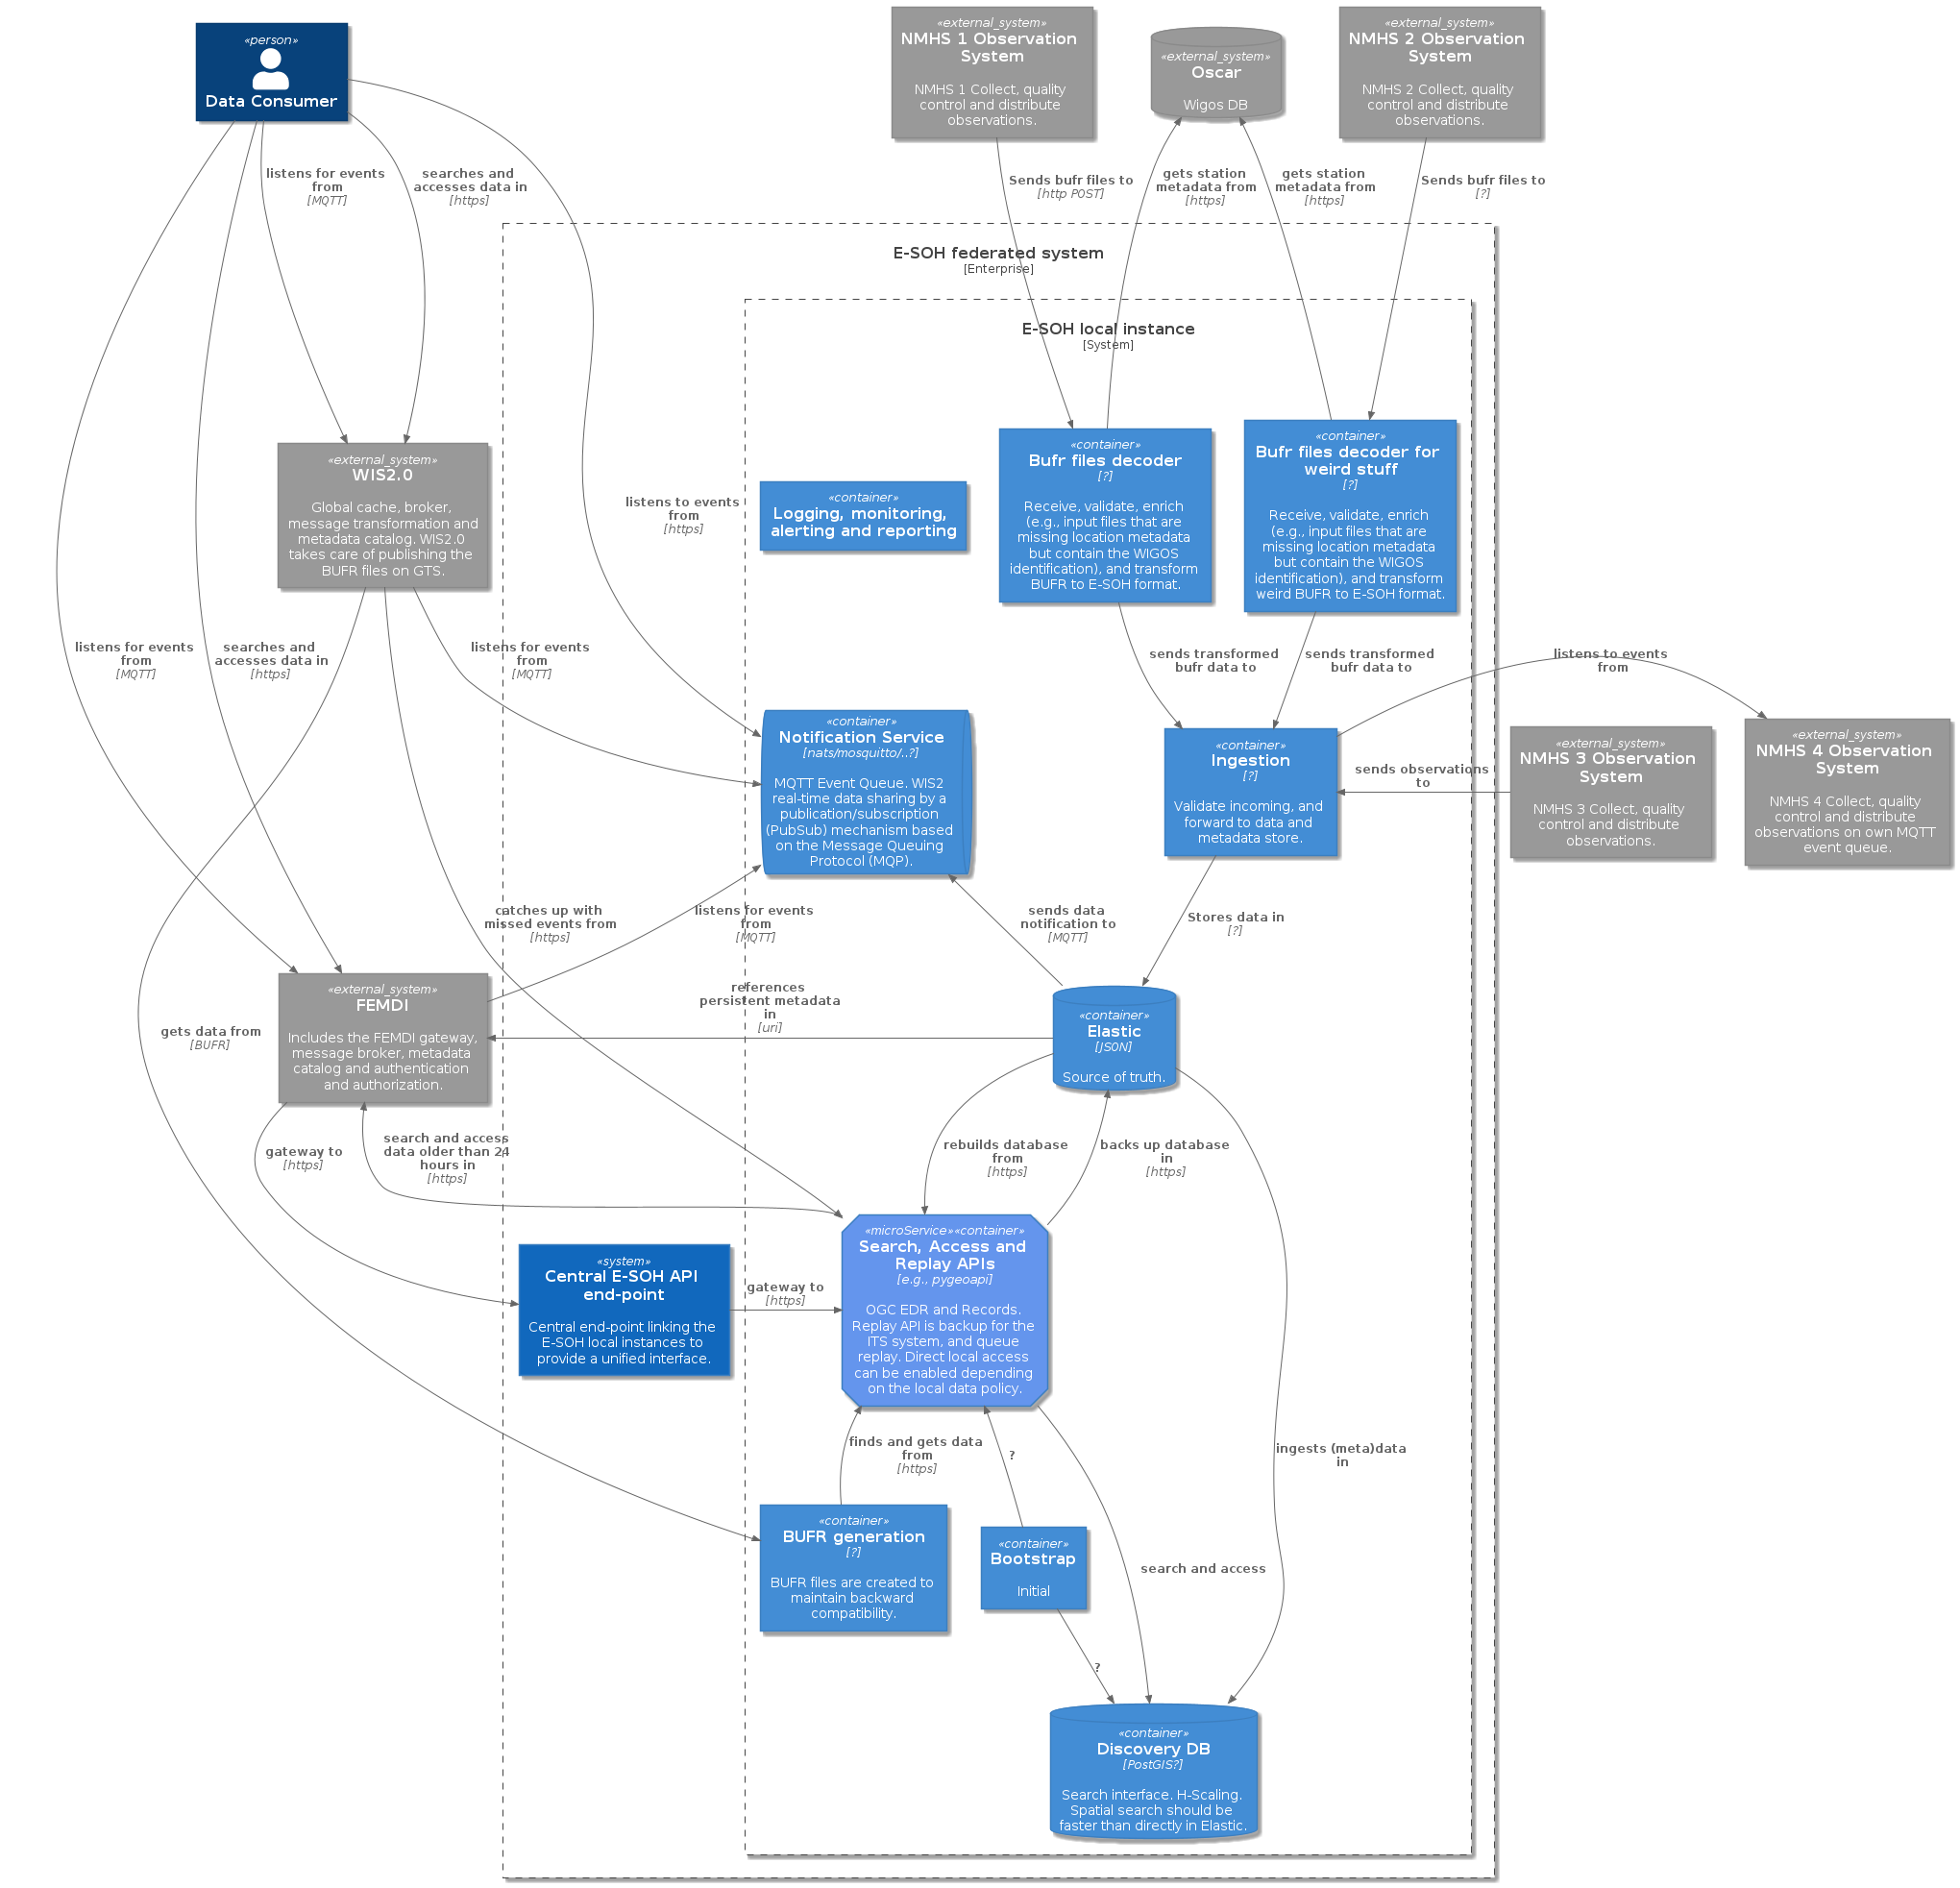 «person»
Data Consumer
«external_system»
NMHS 1 Observation
System
NMHS 1 Collect, quality
control and distribute
observations.
«external_system»
Oscar
Wigos DB
«external_system»
NMHS 2 Observation
System
NMHS 2 Collect, quality
control and distribute
observations.
listens for events
from
[MQTT]
searches and
accesses data in
[https]
Sends bufr files to
[http POST]
gets station
metadata from
[https]
gets station
metadata from
[https]
Sends bufr files to
[?]
E-SOH federated system
[Enterprise]
E-SOH local instance
[System]
«external_system»
WIS2.0
Global cache, broker,
message transformation and
metadata catalog. WIS2.0
takes care of publishing the
BUFR files on GTS.
listens to events
from
[https]
«container»
Logging, monitoring,
alerting and reporting
«container»
Bufr files decoder
[?]
Receive, validate, enrich
(e.g., input files that are
missing location metadata
but contain the WIGOS
identification), and transform
BUFR to E-SOH format.
«container»
Bufr files decoder for
weird stuff
[?]
Receive, validate, enrich
(e.g., input files that are
missing location metadata
but contain the WIGOS
identification), and transform
weird BUFR to E-SOH format.
listens for events
from
[MQTT]
searches and
accesses data in
[https]
listens for events
from
[MQTT]
sends transformed
bufr data to
sends transformed
bufr data to
listens to events
from
«container»
Notification Service
[nats/mosquitto/..?]
MQTT Event Queue. WIS2
real-time data sharing by a
publication/subscription
(PubSub) mechanism based
on the Message Queuing
Protocol (MQP).
«container»
Ingestion
[?]
Validate incoming, and
forward to data and
metadata store.
sends observations
to
«external_system»
NMHS 3 Observation
System
NMHS 3 Collect, quality
control and distribute
observations.
«external_system»
NMHS 4 Observation
System
NMHS 4 Collect, quality
control and distribute
observations on own MQTT
event queue.
catches up with
missed events from
[https]
listens for events
from
[MQTT]
sends data
notification to
[MQTT]
Stores data in
[?]
«external_system»
FEMDI
Includes the FEMDI gateway,
message broker, metadata
catalog and authentication
and authorization.
gets data from
[BUFR]
references
persistent metadata
in
[uri]
«container»
Elastic
[JSON]
Source of truth.
gateway to
[https]
search and access
data older than 24
hours in
[https]
rebuilds database
from
[https]
backs up database
in
[https]
«system»
Central E-SOH API
end-point
Central end-point linking the
E-SOH local instances to
provide a unified interface.
gateway to
[https]
«microService»«container»
Search, Access and
Replay APIs
[e.g., pygeoapi]
OGC EDR and Records.
Replay API is backup for the
ITS system, and queue
replay. Direct local access
can be enabled depending
on the local data policy.
finds and gets data
from
[https]
?
ingests (meta)data
in
«container»
BUFR generation
[?]
BUFR files are created to
maintain backward
compatibility.
«container»
Bootstrap
Initial
search and access
?
«container»
Discovery DB
[PostGIS?]
Search interface. H-Scaling.
Spatial search should be
faster than directly in Elastic.